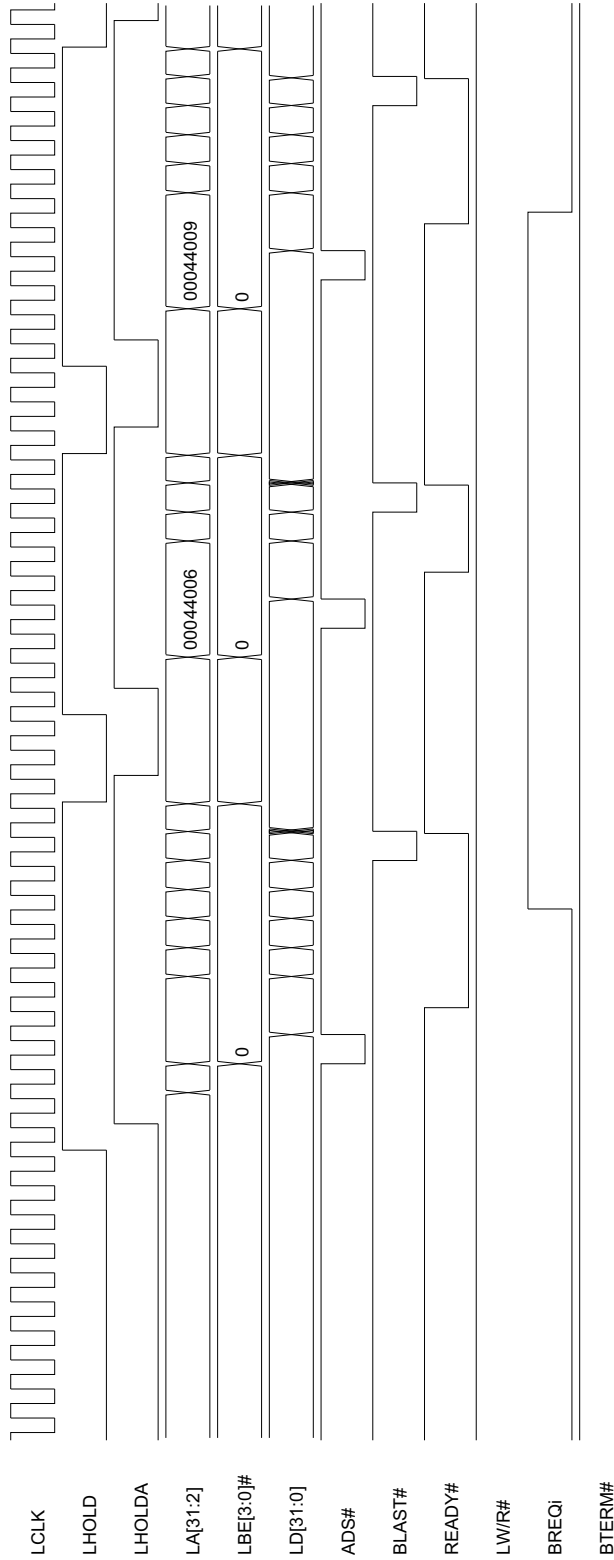 LCLK
LHOLD
LHOLDA
LA[31:2]
00044006
00044009
LBE[3:0]#
0
0
0
LD[31:0]
ADS#
BLAST#
READY#
LW/R#
BREQi
BTERM#